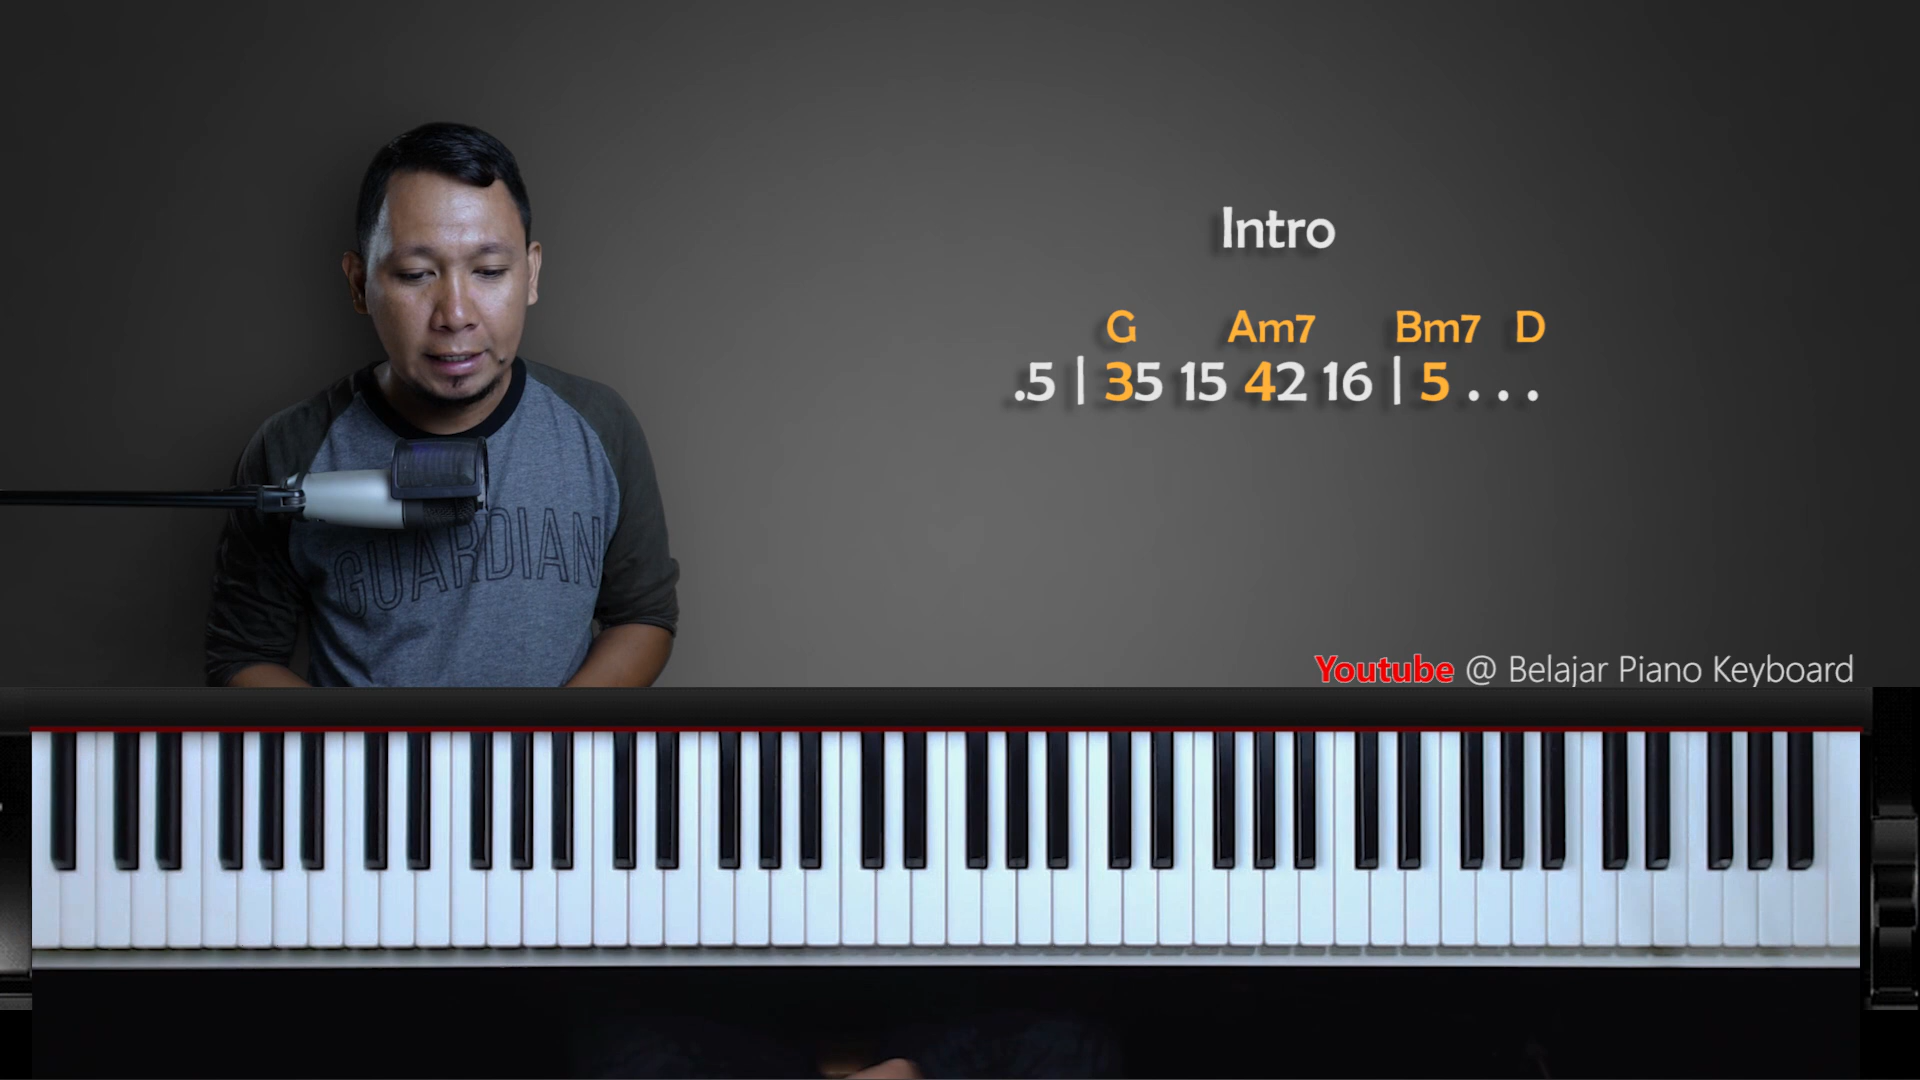 Intro
G Am7 Bm7 D
.5 | 35 15 42 16 | 5 . . .
GUARDIAN
Youtube @ Belajar Piano Keyboard